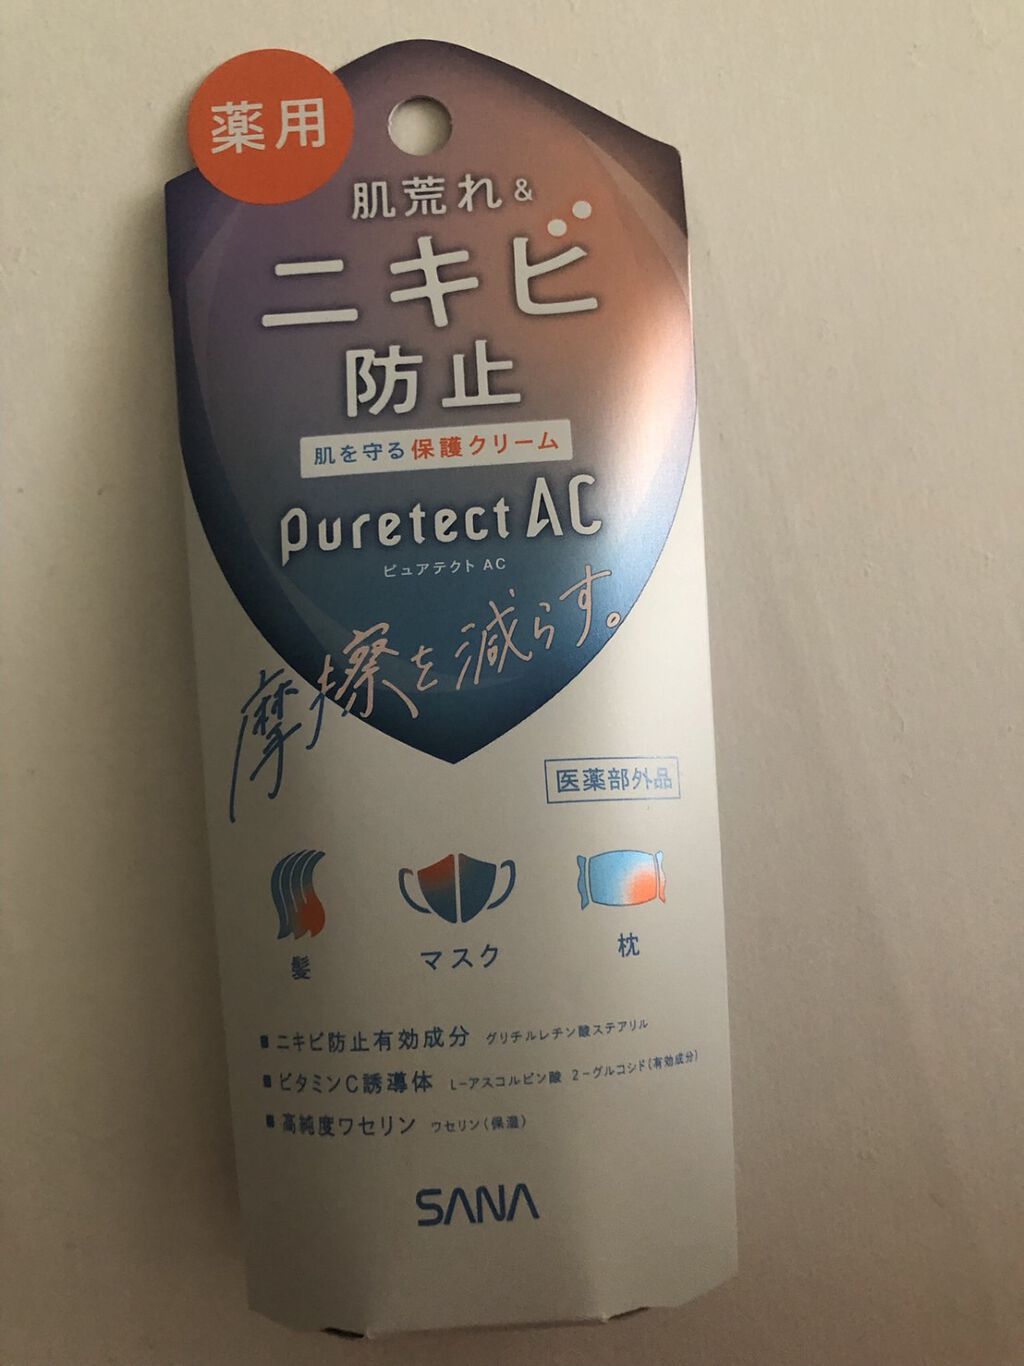 薬用
肌荒れ&
ニキビ
防止
肌を守る保護クリーム
Puretect AC
ピュアテクト AC
摩擦を減らす。
医薬部外品
髪
マスク
枕
■ニキビ防止有効成分 グリチルレチン酸ステアリル
■ビタミンC誘導体 L-アスコルビン酸 2-グルコシド(有効成分)
■高純度ワセリン ワセリン(保湿)
SANA